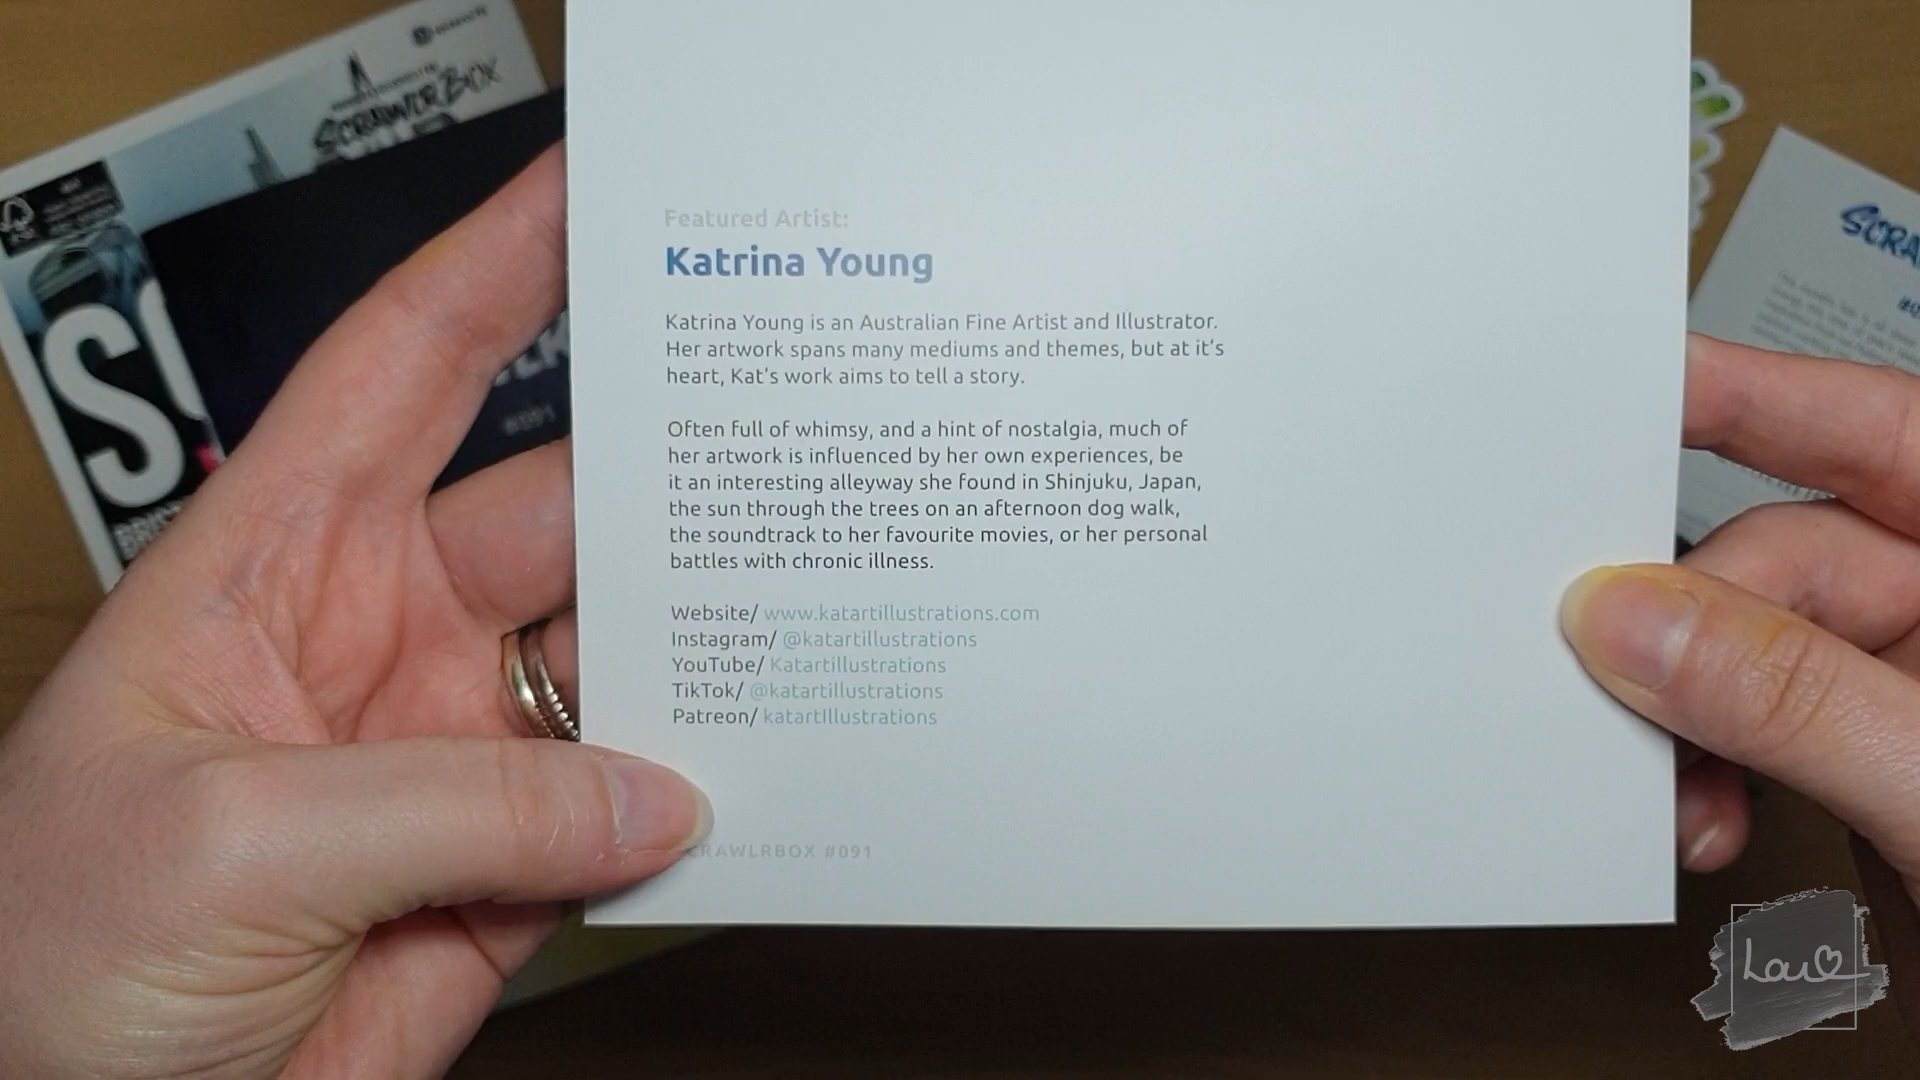 SCRAWLRBOX
S
#091
SCRA
Featured Artist:
Katrina Young
Katrina Young is an Australian Fine Artist and Illustrator.
Her artwork spans many mediums and themes, but at it's
heart, Kat's work aims to tell a story.
Often full of whimsy, and a hint of nostalgia, much of
her artwork is influenced by her own experiences, be
it an interesting alleyway she found in Shinjuku, Japan,
the sun through the trees on an afternoon dog walk,
the soundtrack to her favourite movies, or her personal
battles with chronic illness.
Website/ www.katartillustrations.com
Instagram/ @katartillustrations
YouTube/ Katartillustrations
TikTok/ @katartillustrations
Patreon/ katartIllustrations
CRAWLRBOX #091
Lou